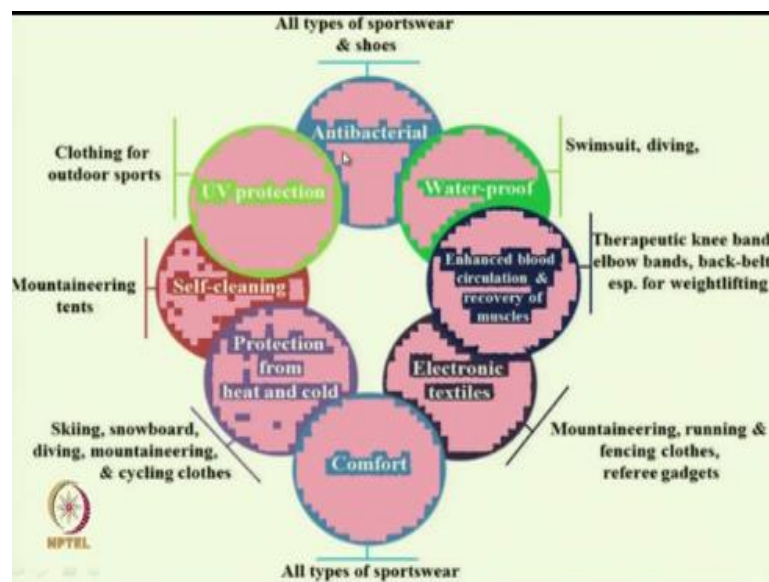 All types of sportswear
& shoes
Antibacterial
Clothing for
outdoor sports
UV protection
Water-proof
Swimsuit, diving,
Mountaineering
tents
Self-cleaning
Enhanced blood
circulation &
recovery of
muscles
Therapeutic knee band
elbow bands, back-belt
esp. for weightlifting
Protection
from
heat and cold
Electronic
textiles
Skiing, snowboard,
diving, mountaineering,
& cycling clothes
Comfort
Mountaineering, running &
fencing clothes,
referee gadgets
NPTEL
All types of sportswear